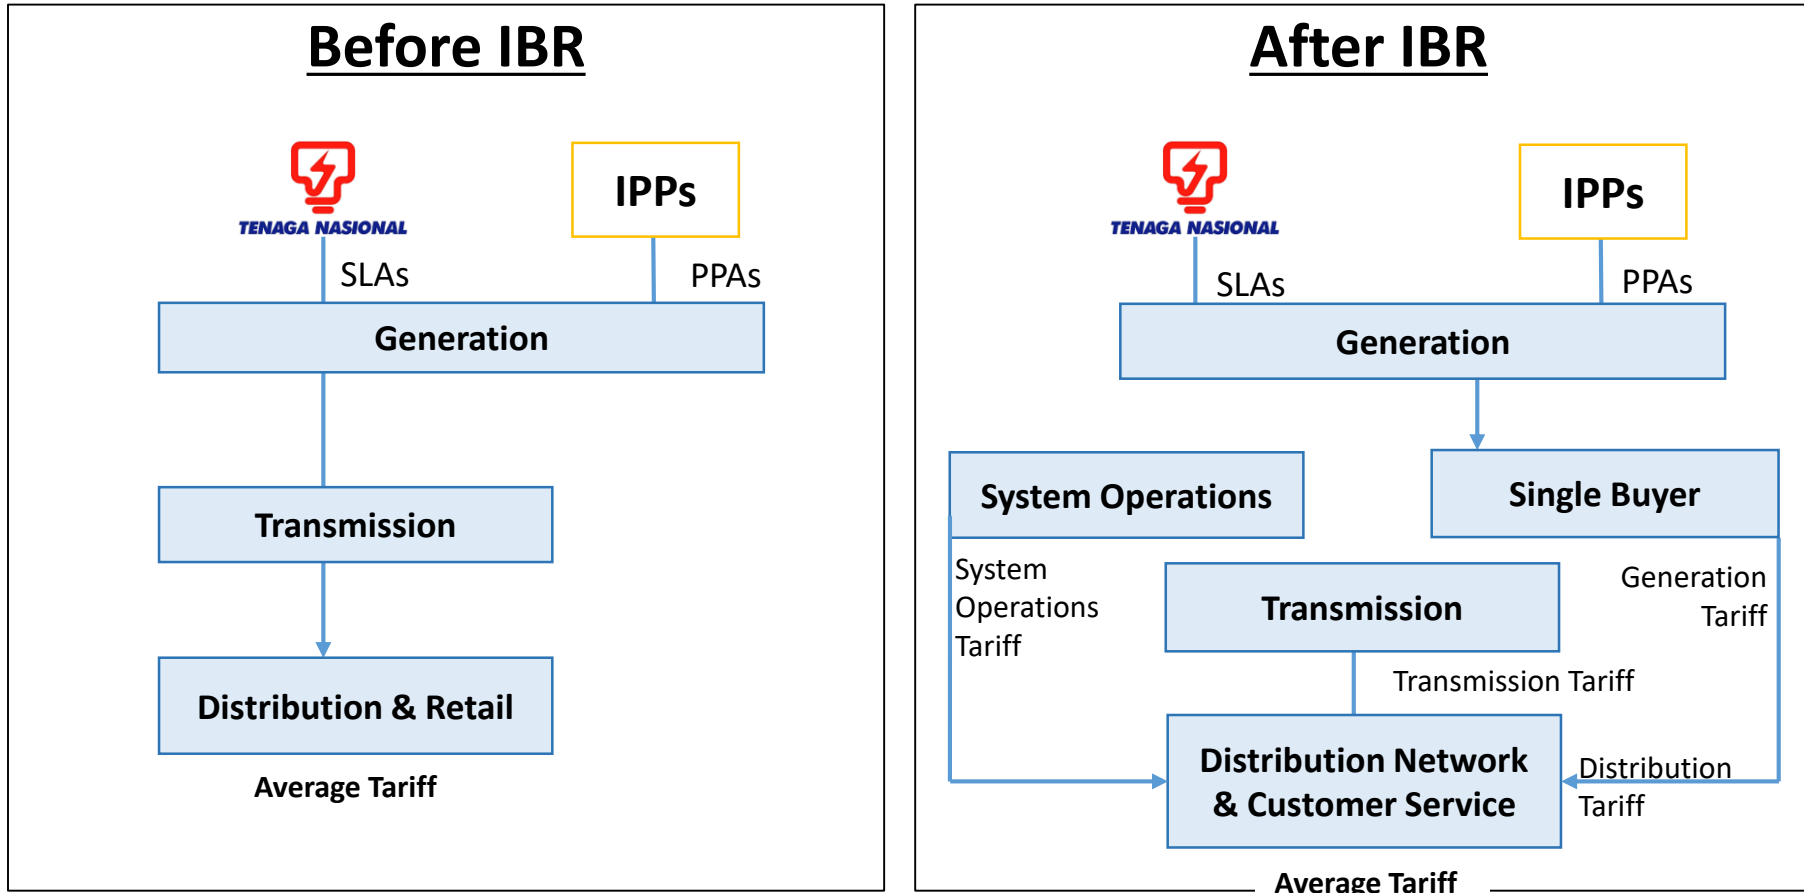 Before IBR
TENAGA NASIONAL
IPPs
SLAs
PPAs
Generation
Transmission
Distribution & Retail
Average Tariff
After IBR
TENAGA NASIONAL
IPPs
SLAs
PPAs
Generation
System Operations
Single Buyer
System
Operations
Tariff
Generation
Tariff
Transmission
Transmission Tariff
Distribution Network
& Customer Service
Distribution
Tariff
Average Tariff